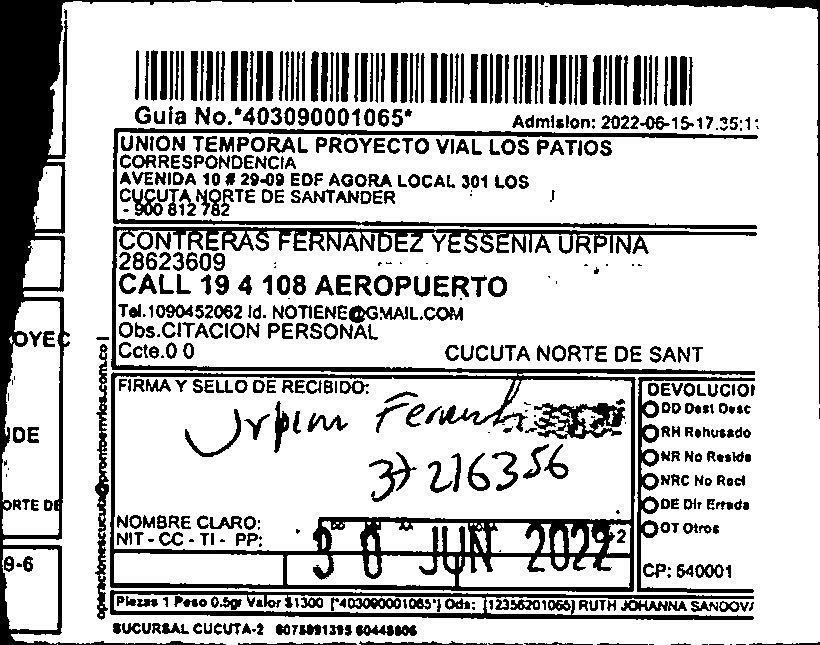 Guia No.*403090001065*
Admision: 2022-06-15-17.35:1
UNION TEMPORAL PROYECTO VIAL LOS PATIOS
CORRESPONDENCIA
AVENIDA 10 # 29-09 EDF AGORA LOCAL 301 LOS
CUCUTA NORTE DE SANTANDER
- 900 812 782
CONTRERAS FERNANDEZ YESSENIA URPINA
28623609
CALL 19 4 108 AEROPUERTO
Tel.1090452062 Id. NOTIENE@GMAIL.COM
Obs.CITACION PERSONAL
Ccte.0 0
CUCUTA NORTE DE SANT
OYEC
operacionescucuta@prontoenvios.com.co
FIRMA Y SELLO DE RECIBIDO:
37216356
NOMBRE CLARO:
NIT - CC - TI - PP:
30 JUN 2022
DEVOLUCIO
DD Dest Desc
RH Rehusado
NR No Reside
NRC No Recl
DE Dir Errada
OT Otros
CP: 540001
DE
ORTE DE
9-6
Piezas 1 Peso 0.5gr Valor $1300 [*403090001065*] Ods: [12356201066] RUTH JOHANNA SANDOV
SUCURSAL CUCUTA-2